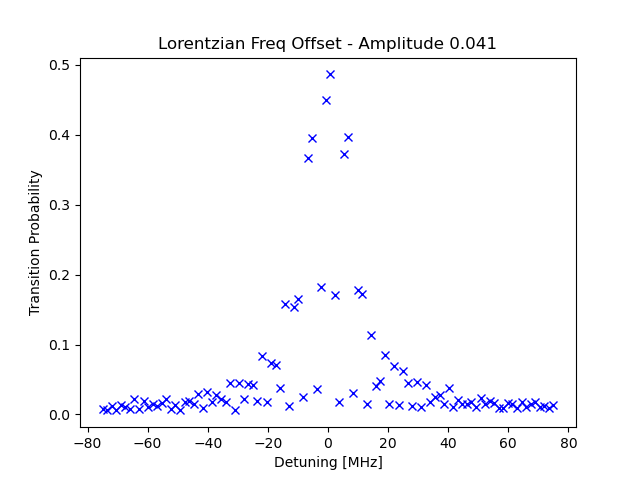 Lorentzian Freq Offset - Amplitude 0.041
0.5
0.4
0.3
0.2
0.1
0.0
Transition Probability
−80 −60 −40 −20 0 20 40 60 80
Detuning [MHz]